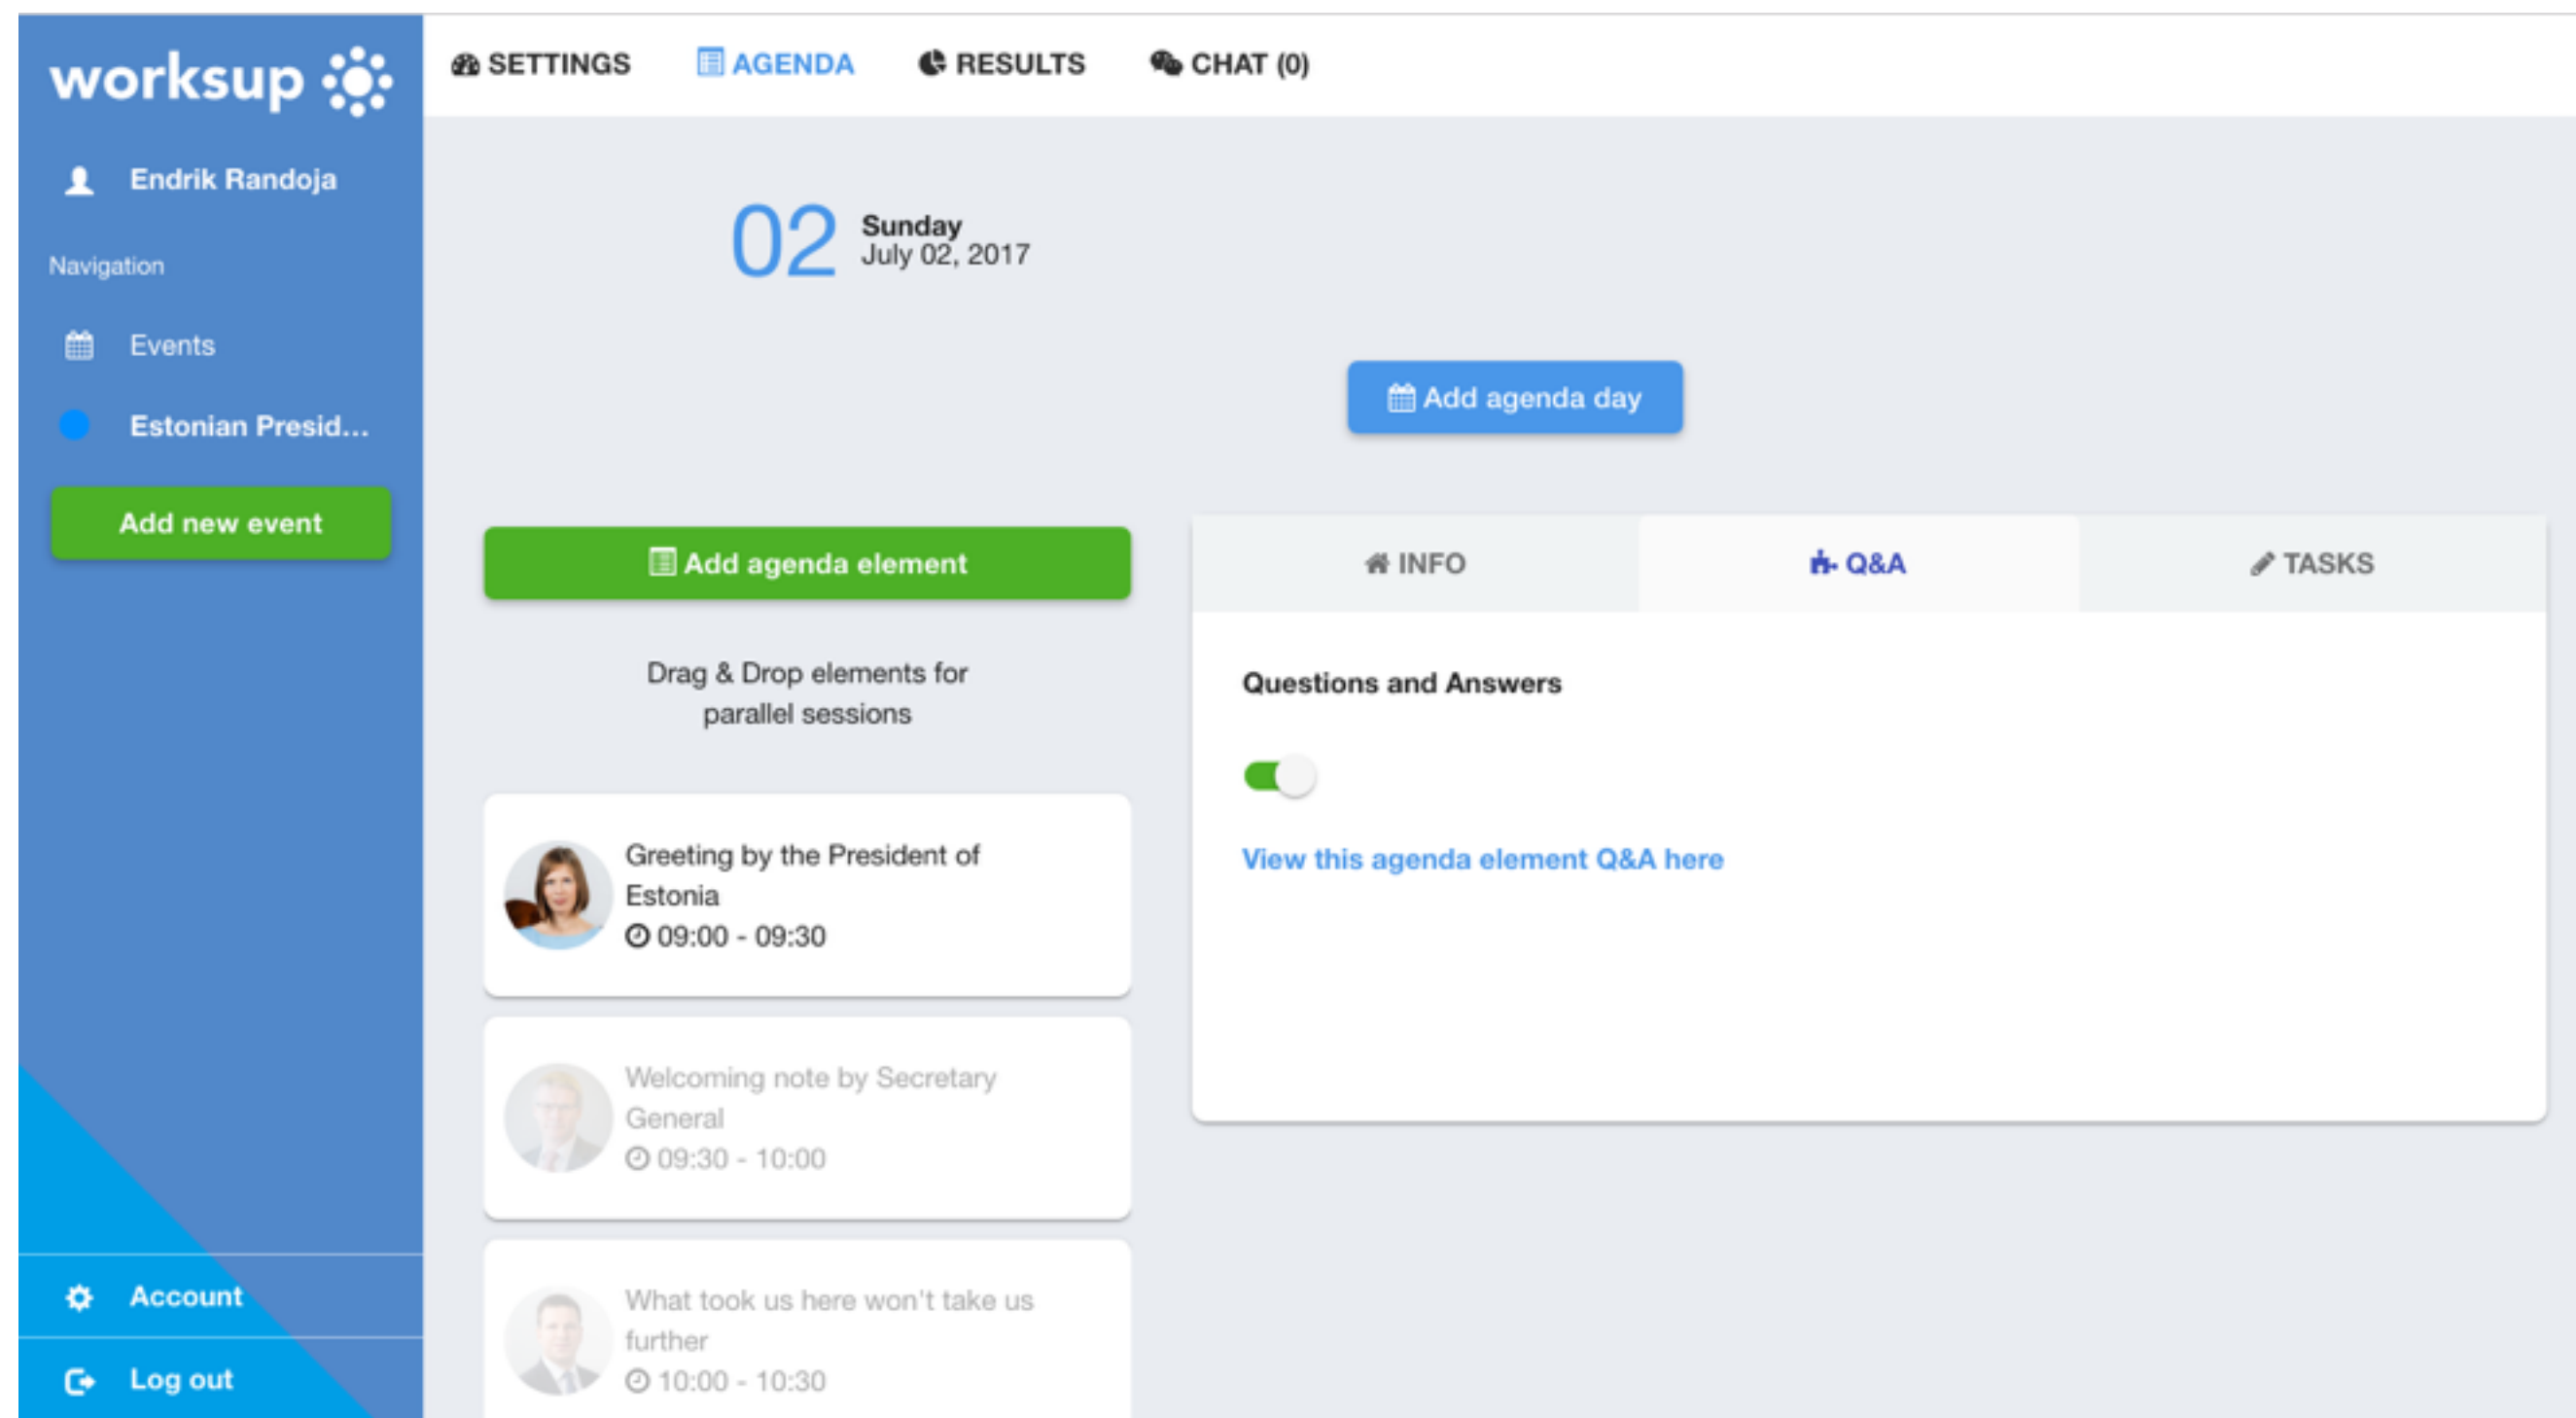 worksup
Endrik Randoja
Navigation
Events
Estonian Presid...
Add new event
Account
Log out
SETTINGS
AGENDA
RESULTS
CHAT (0)
02
Sunday
July 02, 2017
Add agenda day
Add agenda element
Drag & Drop elements for
parallel sessions
Greeting by the President of
Estonia
09:00 - 09:30
Welcoming note by Secretary
General
09:30 - 10:00
What took us here won't take us
further
10:00 - 10:30
INFO
Q&A
TASKS
Questions and Answers
View this agenda element Q&A here